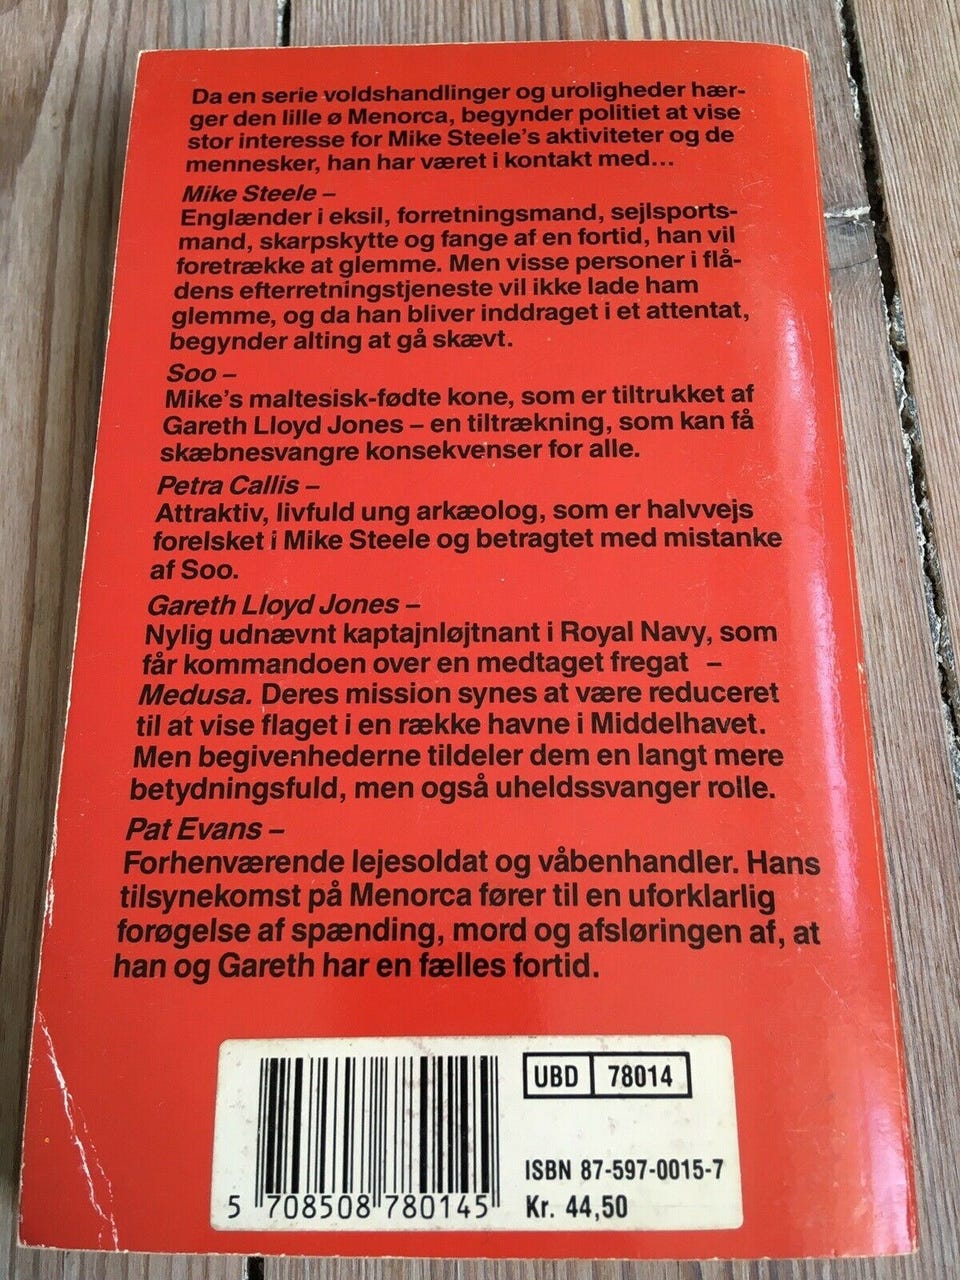 Da en serie voldshandlinger og uroligheder hær-
ger den lille ø Menorca, begynder politiet at vise
stor interesse for Mike Steele's aktiviteter og de
mennesker, han har været i kontakt med...
Mike Steele –
Englænder i eksil, forretningsmand, sejlsports-
mand, skarpskytte og fange af en fortid, han vil
foretrække at glemme. Men visse personer i flå-
dens efterretningstjeneste vil ikke lade ham
glemme, og da han bliver inddraget i et attentat,
begynder alting at gå skævt.
Soo –
Mike's maltesisk-fødte kone, som er tiltrukket af
Gareth Lloyd Jones – en tiltrækning, som kan få
skæbnesvangre konsekvenser for alle.
Petra Callis –
Attraktiv, livfuld ung arkæolog, som er halvvejs
forelsket i Mike Steele og betragtet med mistanke
af Soo.
Gareth Lloyd Jones –
Nylig udnævnt kaptajnløjtnant i Royal Navy, som
får kommandoen over en medtaget fregat –
Medusa. Deres mission synes at være reduceret
til at vise flaget i en række havne i Middelhavet.
Men begivenhederne tildeler dem en langt mere
betydningsfuld, men også uheldssvanger rolle.
Pat Evans –
Forhenværende lejesoldat og våbenhandler. Hans
tilsynekomst på Menorca fører til en uforklarlig
forøgelse af spænding, mord og afsløringen af, at
han og Gareth har en fælles fortid.
UBD 78014
ISBN 87-597-0015-7
Kr. 44,50
5 708508 780145